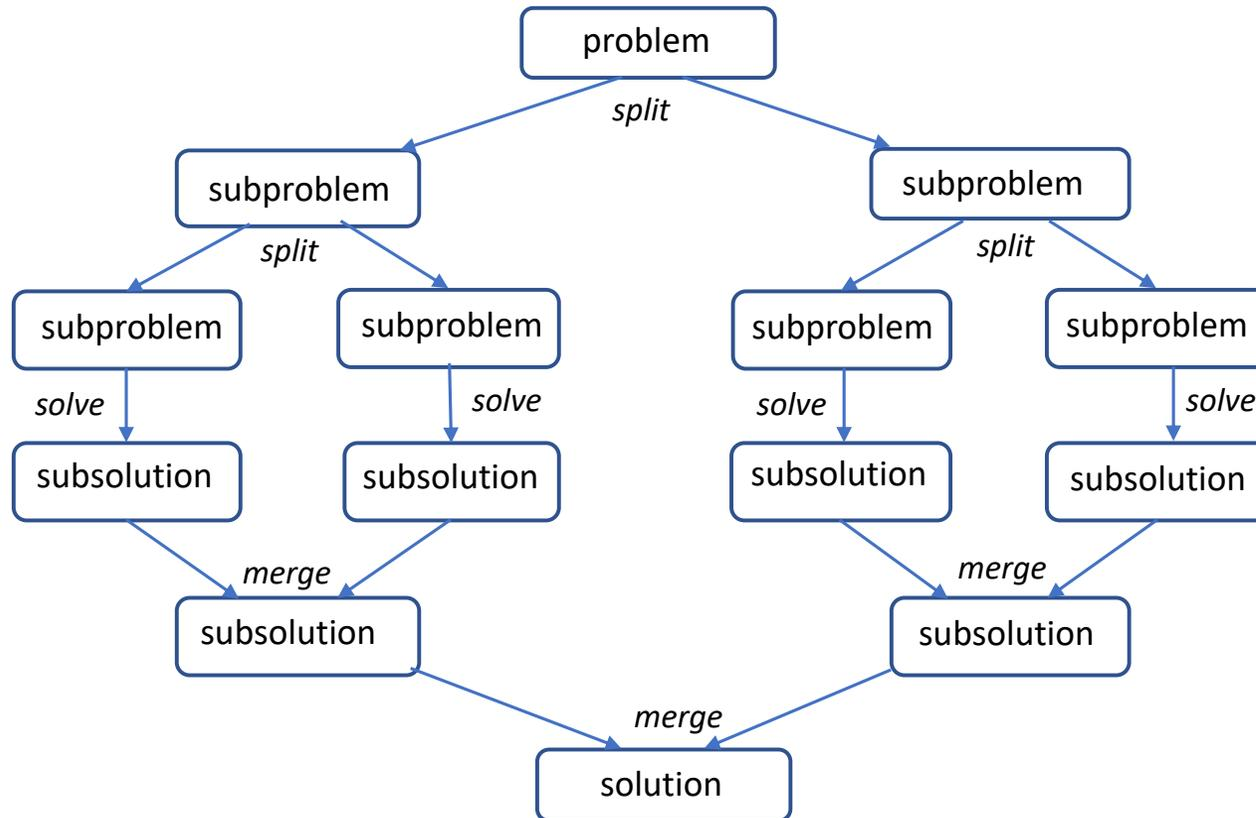 problem
split
subproblem
subproblem
split
split
subproblem
subproblem
subproblem
subproblem
solve
solve
solve
solve
subsolution
subsolution
subsolution
subsolution
merge
merge
subsolution
subsolution
merge
solution